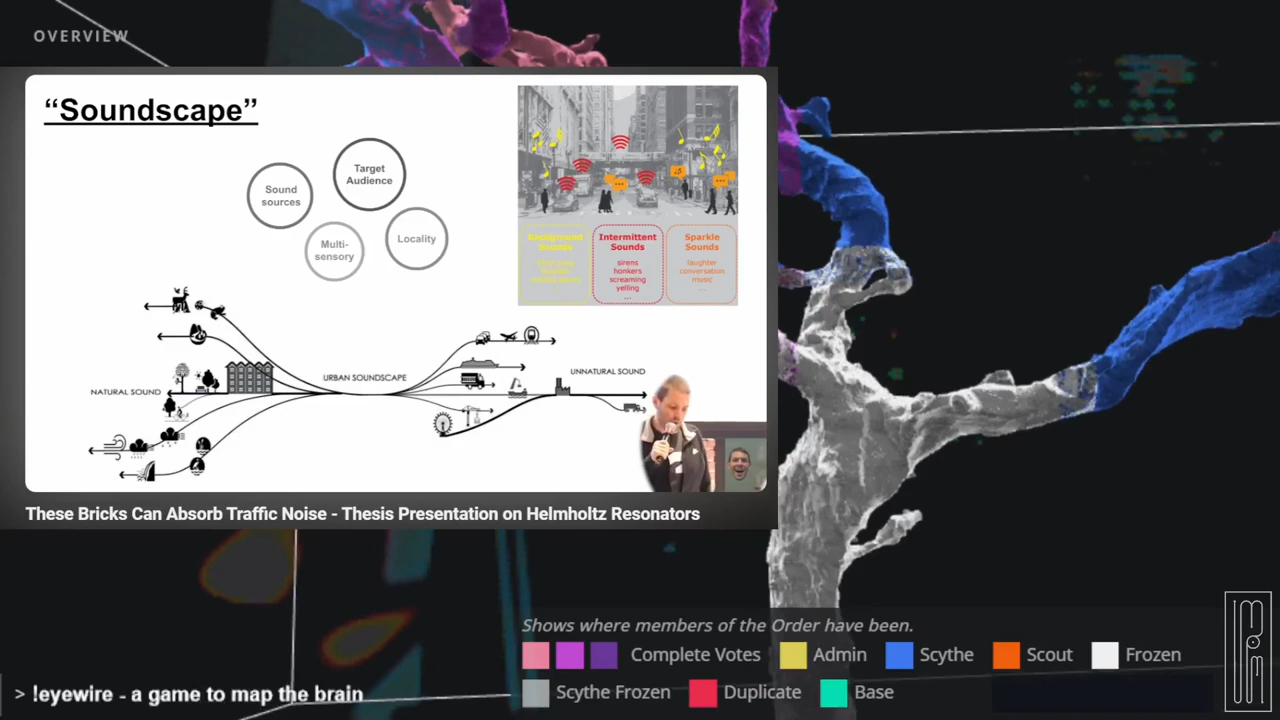 OVERVIEW
“Soundscape”
Target
Audience
Sound
sources
Multi-
sensory
Locality
Background
Sounds
Intermittent
Sounds
sirens
honkers
screaming
yelling
...
Sparkle
Sounds
laughter
conversation
music
...
NATURAL SOUND
URBAN SOUNDSCAPE
UNNATURAL SOUND
These Bricks Can Absorb Traffic Noise - Thesis Presentation on Helmholtz Resonators
Shows where members of the Order have been.
Complete Votes
Admin
Scythe
Scout
Frozen
Scythe Frozen
Duplicate
Base
> !eyewire - a game to map the brain